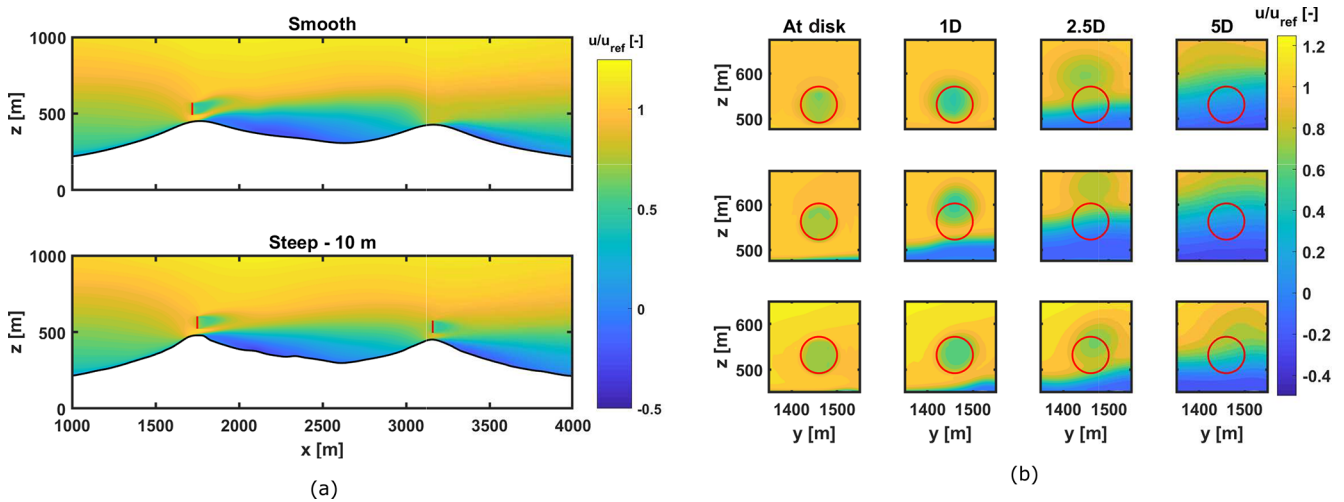 Smooth
u/u_ref [-]
1000
500
0
z [m]
Steep - 10 m
1000
500
0
z [m]
1000 1500 2000 2500 3000 3500 4000
x [m]
1
0.5
0
-0.5
(a)
At disk 1D 2.5D 5D
u/u_ref [-]
600
500
z [m]
600
500
z [m]
600
500
z [m]
1400 1500 1400 1500 1400 1500 1400 1500
y [m] y [m] y [m] y [m]
1.2
1
0.8
0.6
0.4
0.2
0
-0.2
-0.4
(b)